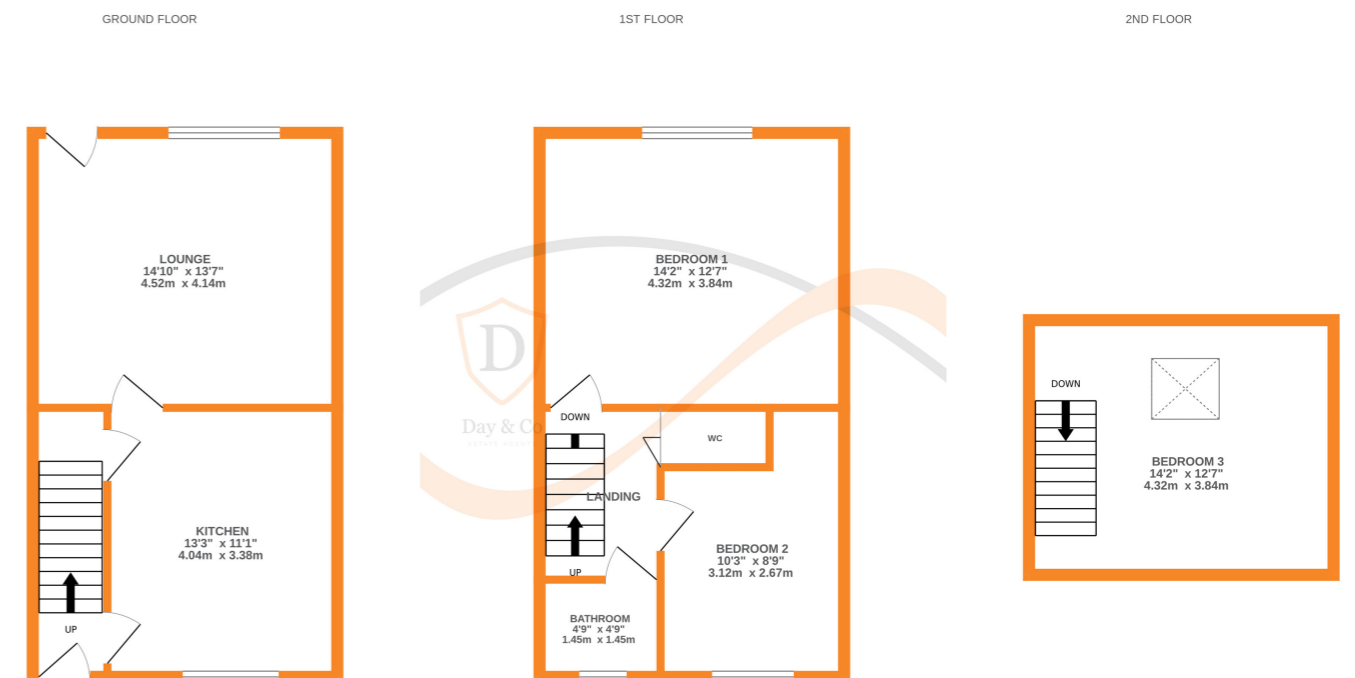 GROUND FLOOR
LOUNGE
14'10" x 13'7"
4.52m x 4.14m
KITCHEN
13'3" x 11'1"
4.04m x 3.38m
UP
1ST FLOOR
BEDROOM 1
14'2" x 12'7"
4.32m x 3.84m
D
Day & Co
DOWN
WC
LANDING
BEDROOM 2
10'3" x 8'9"
3.12m x 2.67m
UP
BATHROOM
4'9" x 4'9"
1.45m x 1.45m
2ND FLOOR
DOWN
BEDROOM 3
14'2" x 12'7"
4.32m x 3.84m